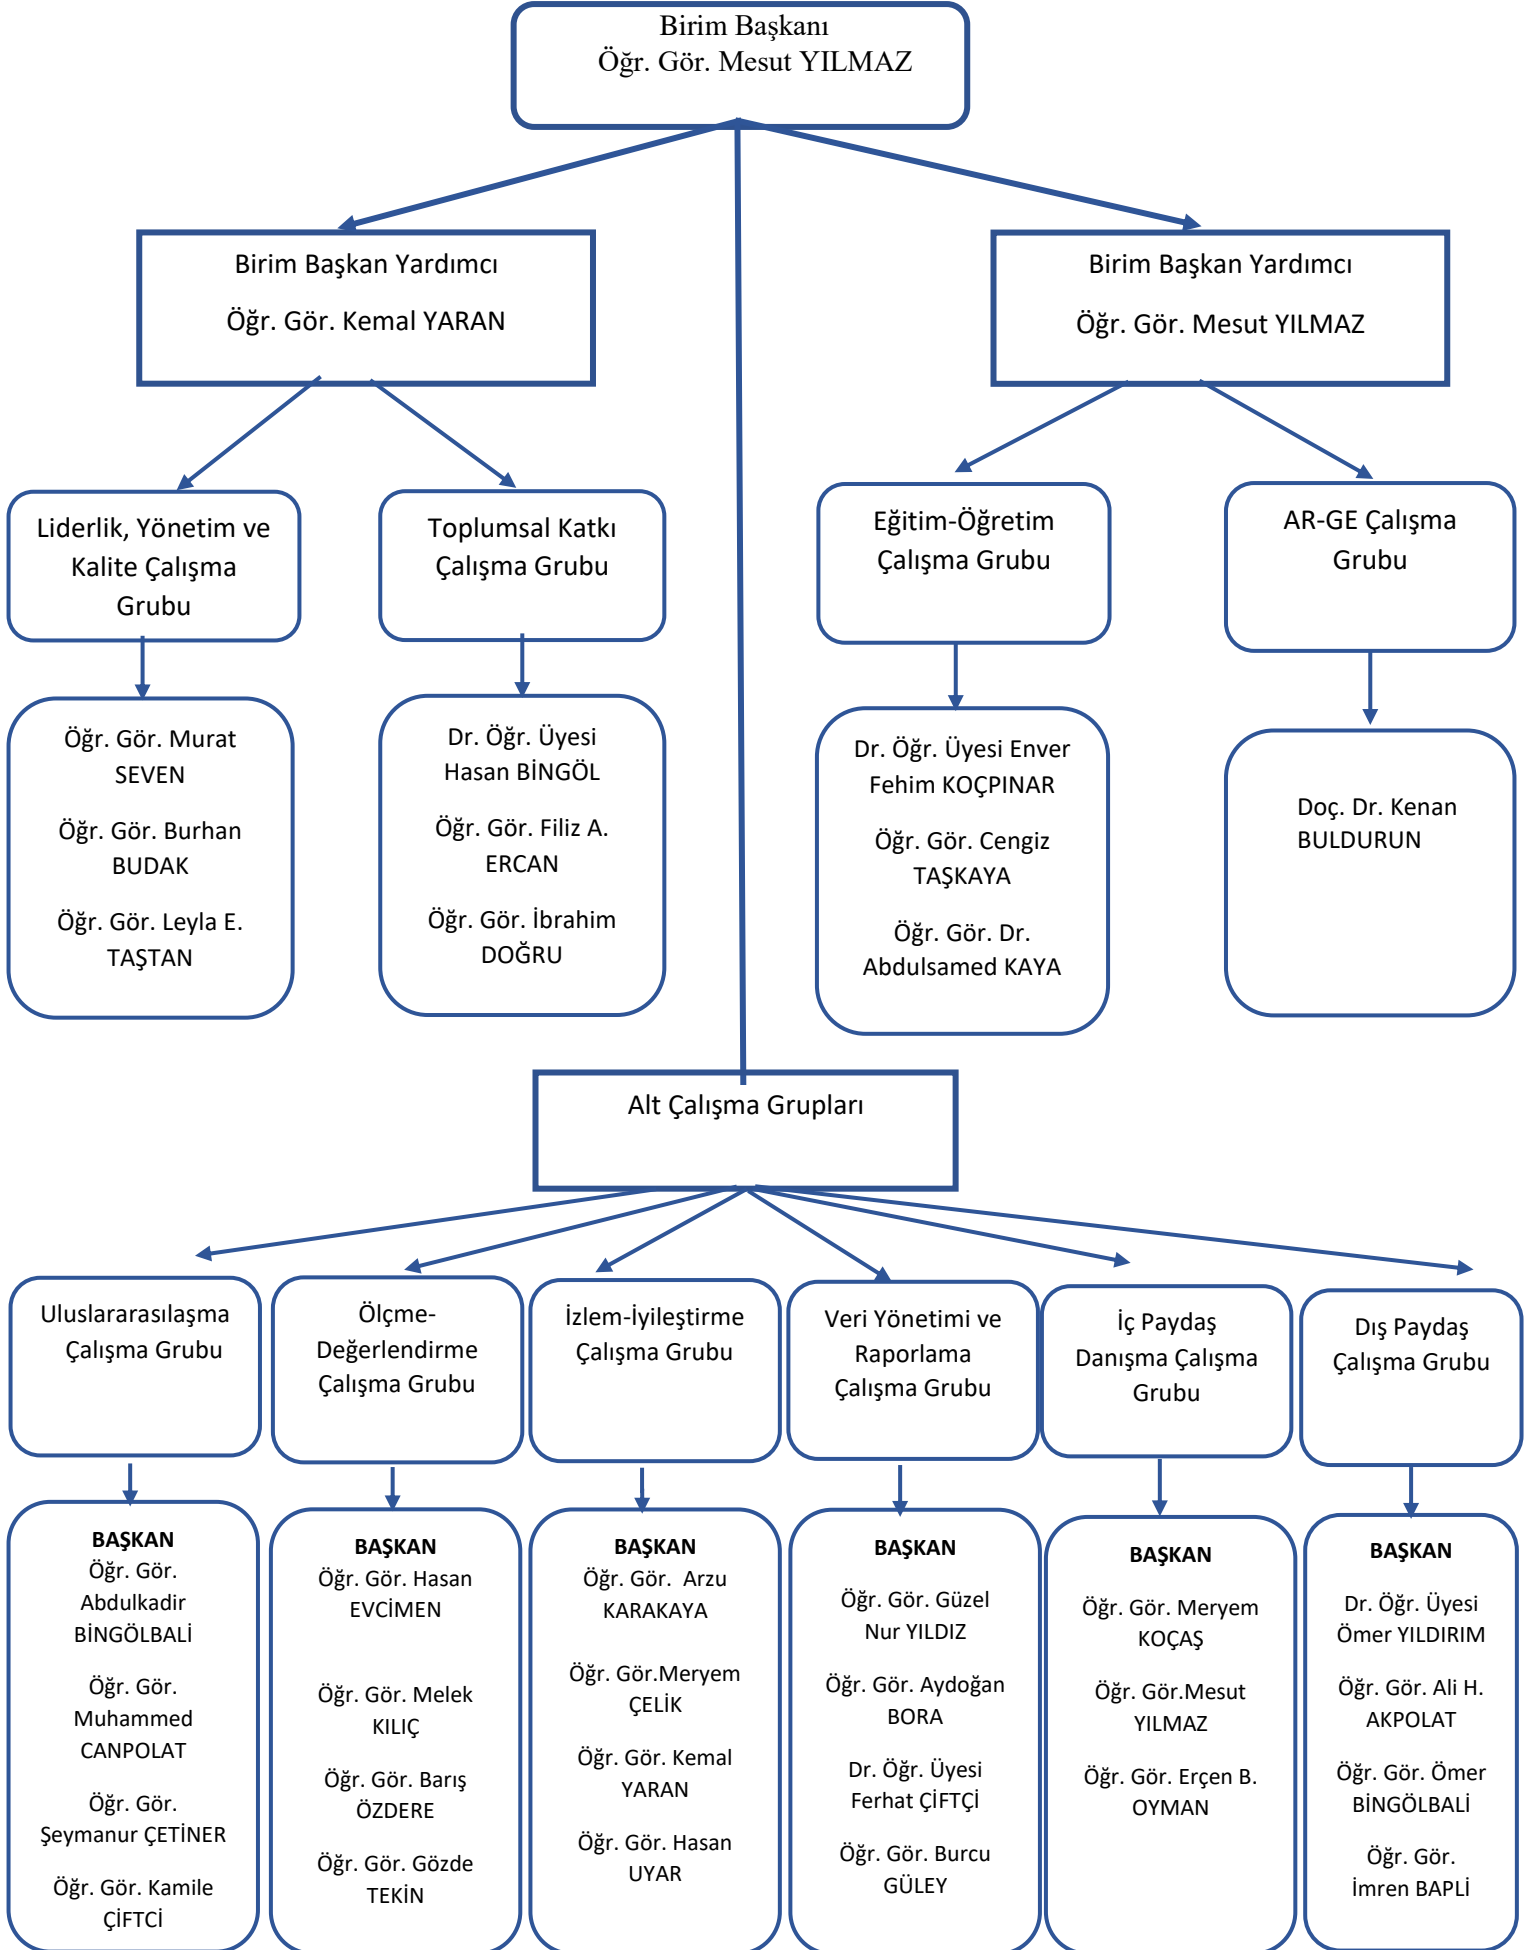 Birim Başkanı
Öğr. Gör. Mesut YILMAZ
Birim Başkan Yardımcı
Öğr. Gör. Kemal YARAN
Birim Başkan Yardımcı
Öğr. Gör. Mesut YILMAZ
Liderlik, Yönetim ve
Kalite Çalışma
Grubu
Toplumsal Katkı
Çalışma Grubu
Eğitim-Öğretim
Çalışma Grubu
AR-GE Çalışma
Grubu
Öğr. Gör. Murat
SEVEN
Öğr. Gör. Burhan
BUDAK
Öğr. Gör. Leyla E.
TAŞTAN
Dr. Öğr. Üyesi
Hasan BİNGÖL
Öğr. Gör. Filiz A.
ERCAN
Öğr. Gör. İbrahim
DOĞRU
Dr. Öğr. Üyesi Enver
Fehim KOÇPINAR
Öğr. Gör. Cengiz
TAŞKAYA
Öğr. Gör. Dr.
Abdulsamed KAYA
Doç. Dr. Kenan
BULDURUN
Alt Çalışma Grupları
Uluslararasılaşma
Çalışma Grubu
Ölçme-
Değerlendirme
Çalışma Grubu
İzlem-İyileştirme
Çalışma Grubu
Veri Yönetimi ve
Raporlama
Çalışma Grubu
İç Paydaş
Danışma Çalışma
Grubu
Dış Paydaş
Çalışma Grubu
BAŞKAN
Öğr. Gör.
Abdulkadir
BİNGÖLBALİ
Öğr. Gör.
Muhammed
CANPOLAT
Öğr. Gör.
Şeymanur ÇETİNER
Öğr. Gör. Kamile
ÇİFTCİ
BAŞKAN
Öğr. Gör. Hasan
EVCİMEN
Öğr. Gör. Melek
KILIÇ
Öğr. Gör. Barış
ÖZDERE
Öğr. Gör. Gözde
TEKİN
BAŞKAN
Öğr. Gör.  Arzu
KARAKAYA
Öğr. Gör.Meryem
ÇELİK
Öğr. Gör. Kemal
YARAN
Öğr. Gör. Hasan
UYAR
BAŞKAN
Öğr. Gör. Güzel
Nur YILDIZ
Öğr. Gör. Aydoğan
BORA
Dr. Öğr. Üyesi
Ferhat ÇİFTÇİ
Öğr. Gör. Burcu
GÜLEY
BAŞKAN
Öğr. Gör. Meryem
KOÇAŞ
Öğr. Gör.Mesut
YILMAZ
Öğr. Gör. Erçen B.
OYMAN
BAŞKAN
Dr. Öğr. Üyesi
Ömer YILDIRIM
Öğr. Gör. Ali H.
AKPOLAT
Öğr. Gör. Ömer
BİNGÖLBALİ
Öğr. Gör.
İmren BAPLİ